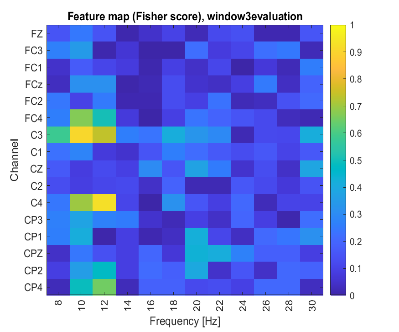 Feature map (Fisher score), window3evaluation
Channel
FZ
FC3
FC1
FCz
FC2
FC4
C3
C1
CZ
C2
C4
CP3
CP1
CPZ
CP2
CP4
8 10 12 14 16 18 20 22 24 26 28 30
Frequency [Hz]
1
0.9
0.8
0.7
0.6
0.5
0.4
0.3
0.2
0.1
0